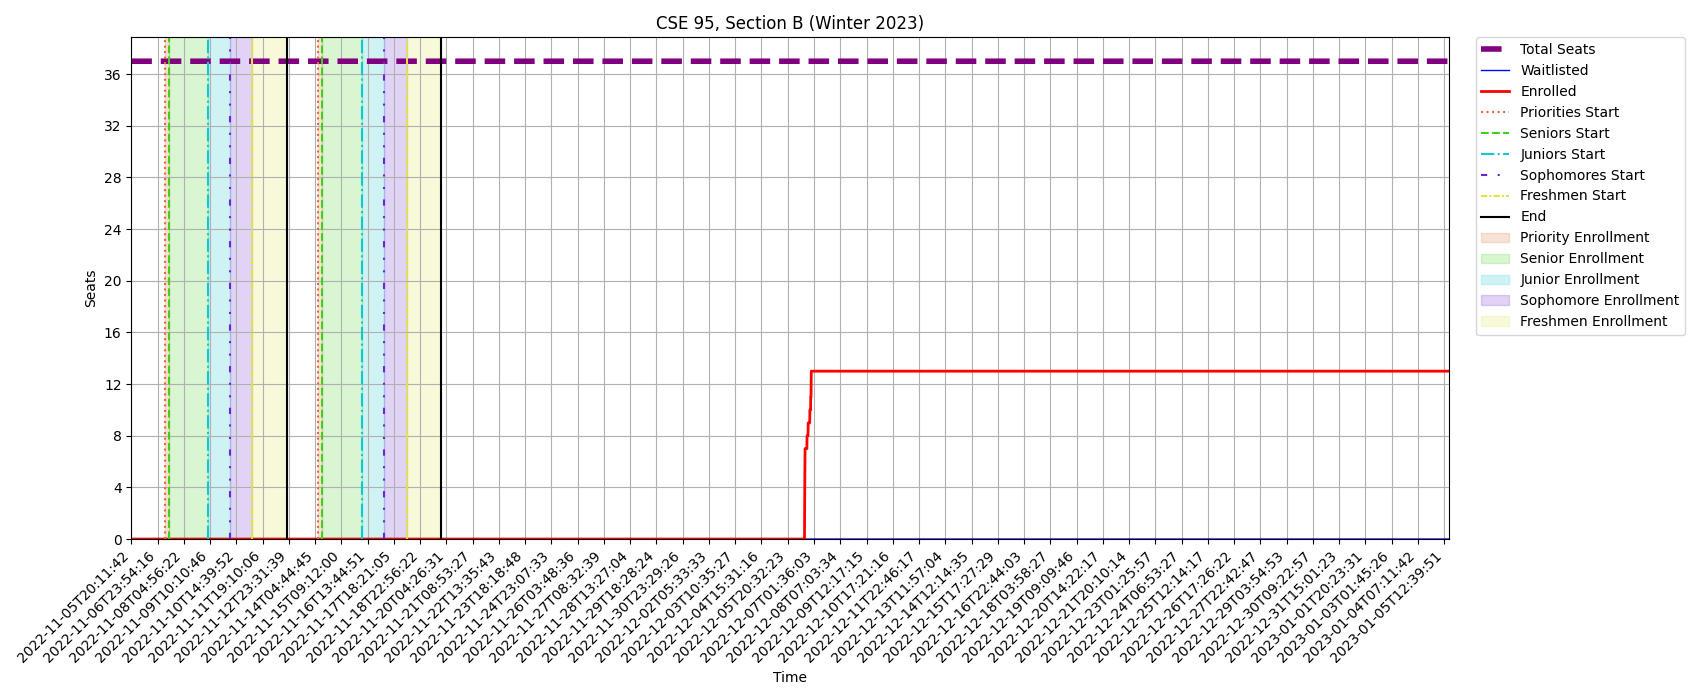 CSE 95, Section B (Winter 2023)
Seats
36
32
28
24
20
16
12
8
4
0
2022-11-05T20:11:42
2022-11-06T23:54:16
2022-11-08T04:56:22
2022-11-09T10:10:46
2022-11-10T14:39:52
2022-11-11T19:10:06
2022-11-12T23:31:39
2022-11-14T04:44:45
2022-11-15T09:12:00
2022-11-16T13:44:51
2022-11-17T18:21:05
2022-11-18T22:56:22
2022-11-20T04:26:31
2022-11-21T08:53:27
2022-11-22T13:35:43
2022-11-23T18:18:48
2022-11-24T23:07:33
2022-11-26T03:48:36
2022-11-27T08:32:39
2022-11-28T13:27:04
2022-11-29T18:28:24
2022-11-30T23:29:26
2022-12-02T05:33:33
2022-12-03T10:35:27
2022-12-04T15:31:16
2022-12-05T20:32:23
2022-12-07T01:36:03
2022-12-08T07:03:34
2022-12-09T12:17:15
2022-12-10T17:21:16
2022-12-11T22:46:17
2022-12-13T11:57:04
2022-12-14T12:14:35
2022-12-15T17:27:29
2022-12-16T22:44:03
2022-12-18T03:58:27
2022-12-19T09:09:46
2022-12-20T14:22:17
2022-12-21T20:10:14
2022-12-23T01:25:57
2022-12-24T06:53:27
2022-12-25T12:14:17
2022-12-26T17:26:22
2022-12-27T22:42:47
2022-12-29T03:54:53
2022-12-30T09:22:57
2022-12-31T15:01:23
2023-01-01T20:23:31
2023-01-03T01:45:26
2023-01-04T07:11:42
2023-01-05T12:39:51
Time
Total Seats
Waitlisted
Enrolled
Priorities Start
Seniors Start
Juniors Start
Sophomores Start
Freshmen Start
End
Priority Enrollment
Senior Enrollment
Junior Enrollment
Sophomore Enrollment
Freshmen Enrollment